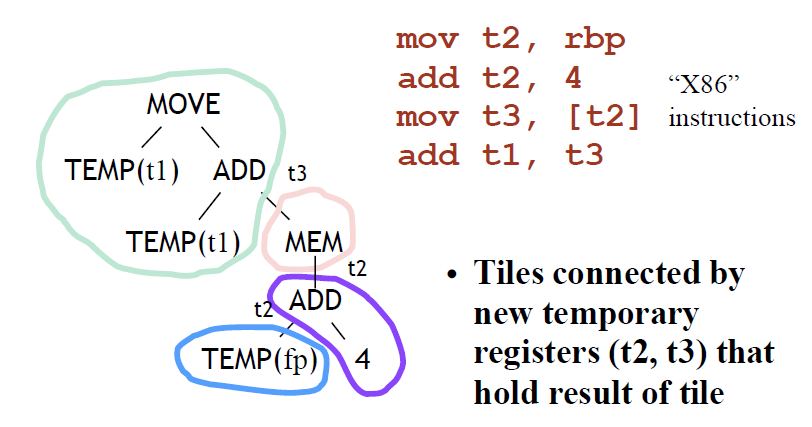 mov t2, rbp
add t2, 4
mov t3, [t2]
add t1, t3
“X86”
instructions
MOVE
TEMP(t1) ADD t3
TEMP(t1) MEM
t2
t2 ADD
TEMP(fp) 4
• Tiles connected by
new temporary
registers (t2, t3) that
hold result of tile